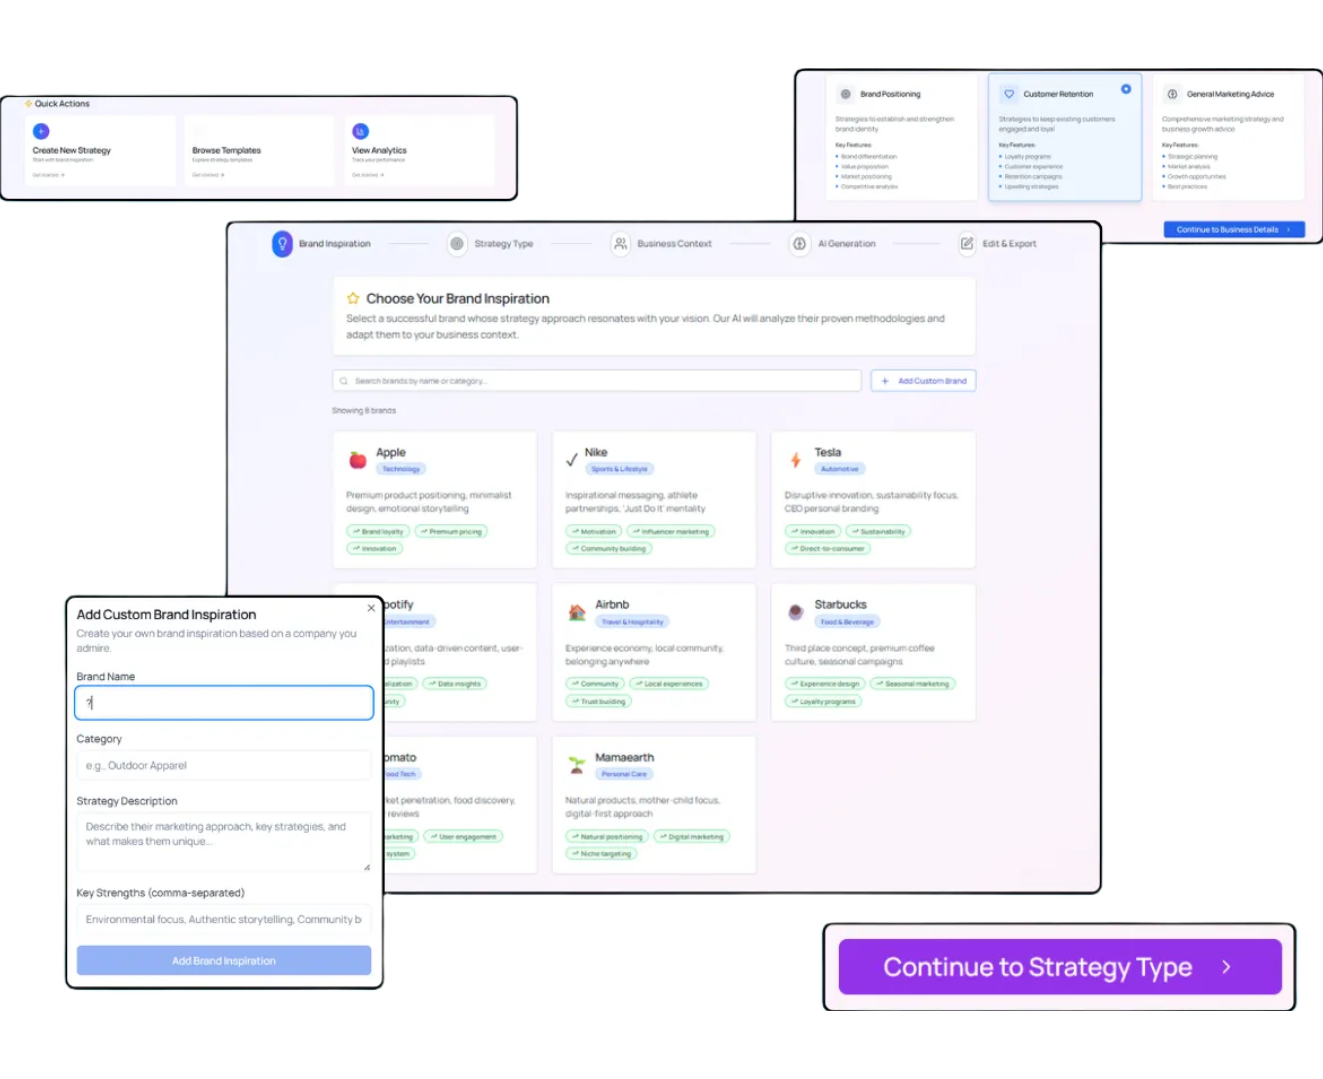 Quick Actions
Create New Strategy
Start with brand inspiration
Get started →
Browse Templates
Explore strategy templates
Get started →
View Analytics
Track your performance
Get started →
Brand Positioning
Strategies to establish and strengthen
brand identity
Key Features:
• Brand differentiation
• Value proposition
• Market positioning
• Competitive analysis
Customer Retention
Strategies to keep existing customers
engaged and loyal
Key Features:
• Loyalty programs
• Customer experience
• Retention campaigns
• Upselling strategies
General Marketing Advice
Comprehensive marketing strategy and
business growth advice
Key Features:
• Strategic planning
• Market analysis
• Growth opportunities
• Best practices
Continue to Business Details >
Brand Inspiration
Strategy Type
Business Context
AI Generation
Edit & Export
Choose Your Brand Inspiration
Select a successful brand whose strategy approach resonates with your vision. Our AI will analyze their proven methodologies and
adapt them to your business context.
Search brands by name or category...
+ Add Custom Brand
Showing 8 brands
Apple
Technology
Premium product positioning, minimalist
design, emotional storytelling
Brand loyalty
Premium pricing
Innovation
Nike
Sports & Lifestyle
Inspirational messaging, athlete
partnerships, 'Just Do It' mentality
Motivation
Influencer marketing
Community building
Tesla
Automotive
Disruptive innovation, sustainability focus,
CEO personal branding
Innovation
Sustainability
Direct-to-consumer
potify
Entertainment
zation, data-driven content, user-
d playlists
alization
Data insights
unity
Airbnb
Travel & Hospitality
Experience economy, local community,
belonging anywhere
Community
Local experiences
Trust building
Starbucks
Food & Beverage
Third place concept, premium coffee
culture, seasonal campaigns
Experience design
Seasonal marketing
Loyalty programs
omato
ood Tech
ket penetration, food discovery,
reviews
arketing
User engagement
system
Mamaearth
Personal Care
Natural products, mother-child focus,
digital-first approach
Natural positioning
Digital marketing
Niche targeting
Add Custom Brand Inspiration
Create your own brand inspiration based on a company you
admire.
Brand Name
?
Category
e.g., Outdoor Apparel
Strategy Description
Describe their marketing approach, key strategies, and
what makes them unique...
Key Strengths (comma-separated)
Environmental focus, Authentic storytelling, Community b
Add Brand Inspiration
Continue to Strategy Type >